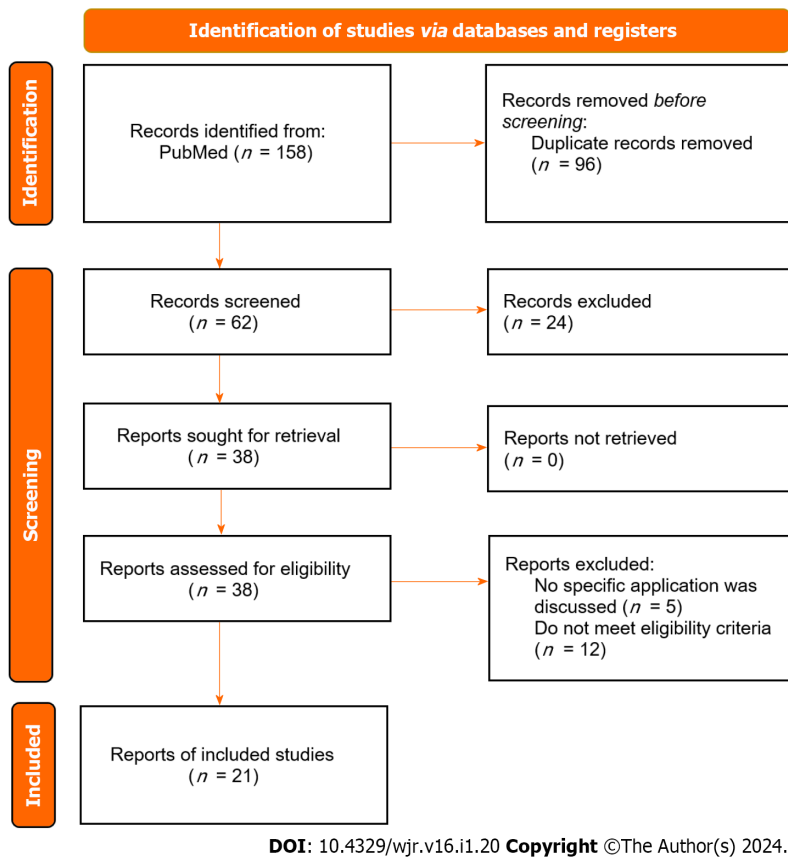 Identification of studies via databases and registers
Identification
Records identified from:
PubMed (n = 158)
Records removed before
screening:
Duplicate records removed
(n = 96)
Screening
Records screened
(n = 62)
Records excluded
(n = 24)
Reports sought for retrieval
(n = 38)
Reports not retrieved
(n = 0)
Reports assessed for eligibility
(n = 38)
Reports excluded:
No specific application was
discussed (n = 5)
Do not meet eligibility criteria
(n = 12)
Included
Reports of included studies
(n = 21)
DOI: 10.4329/wjr.v16.i1.20 Copyright ©The Author(s) 2024.